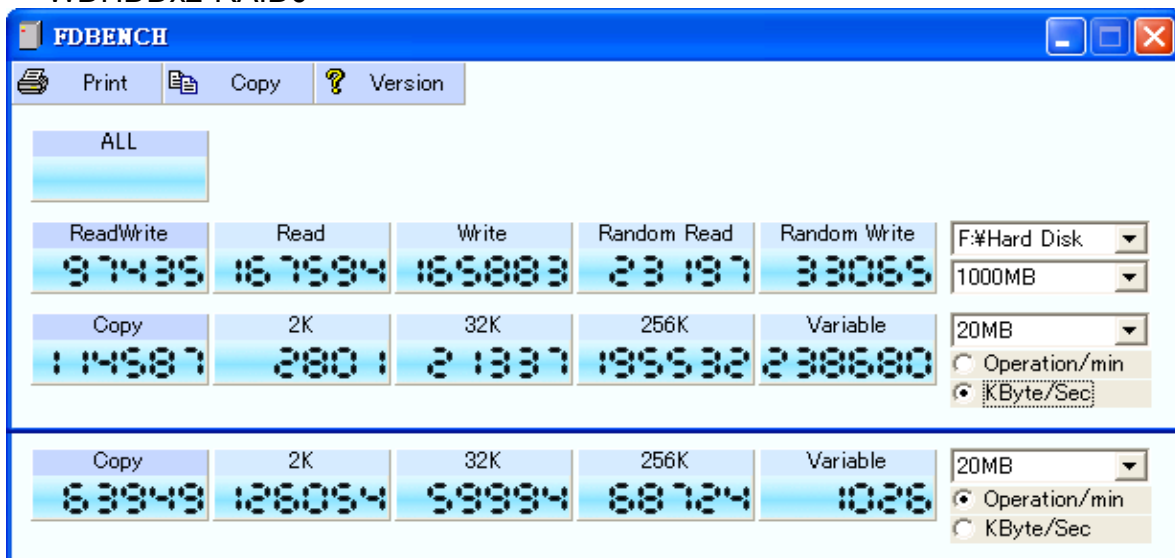 FDBENCH
Print Copy ? Version
ALL
ReadWrite Read Write Random Read Random Write
97435 167594 165883 23197 33065
F:¥Hard Disk
1000MB
Copy 2K 32K 256K Variable
114587 2801 21337 195532 238680
20MB
Operation/min
KByte/Sec
Copy 2K 32K 256K Variable
63949 126054 59994 68724 1026
20MB
Operation/min
KByte/Sec